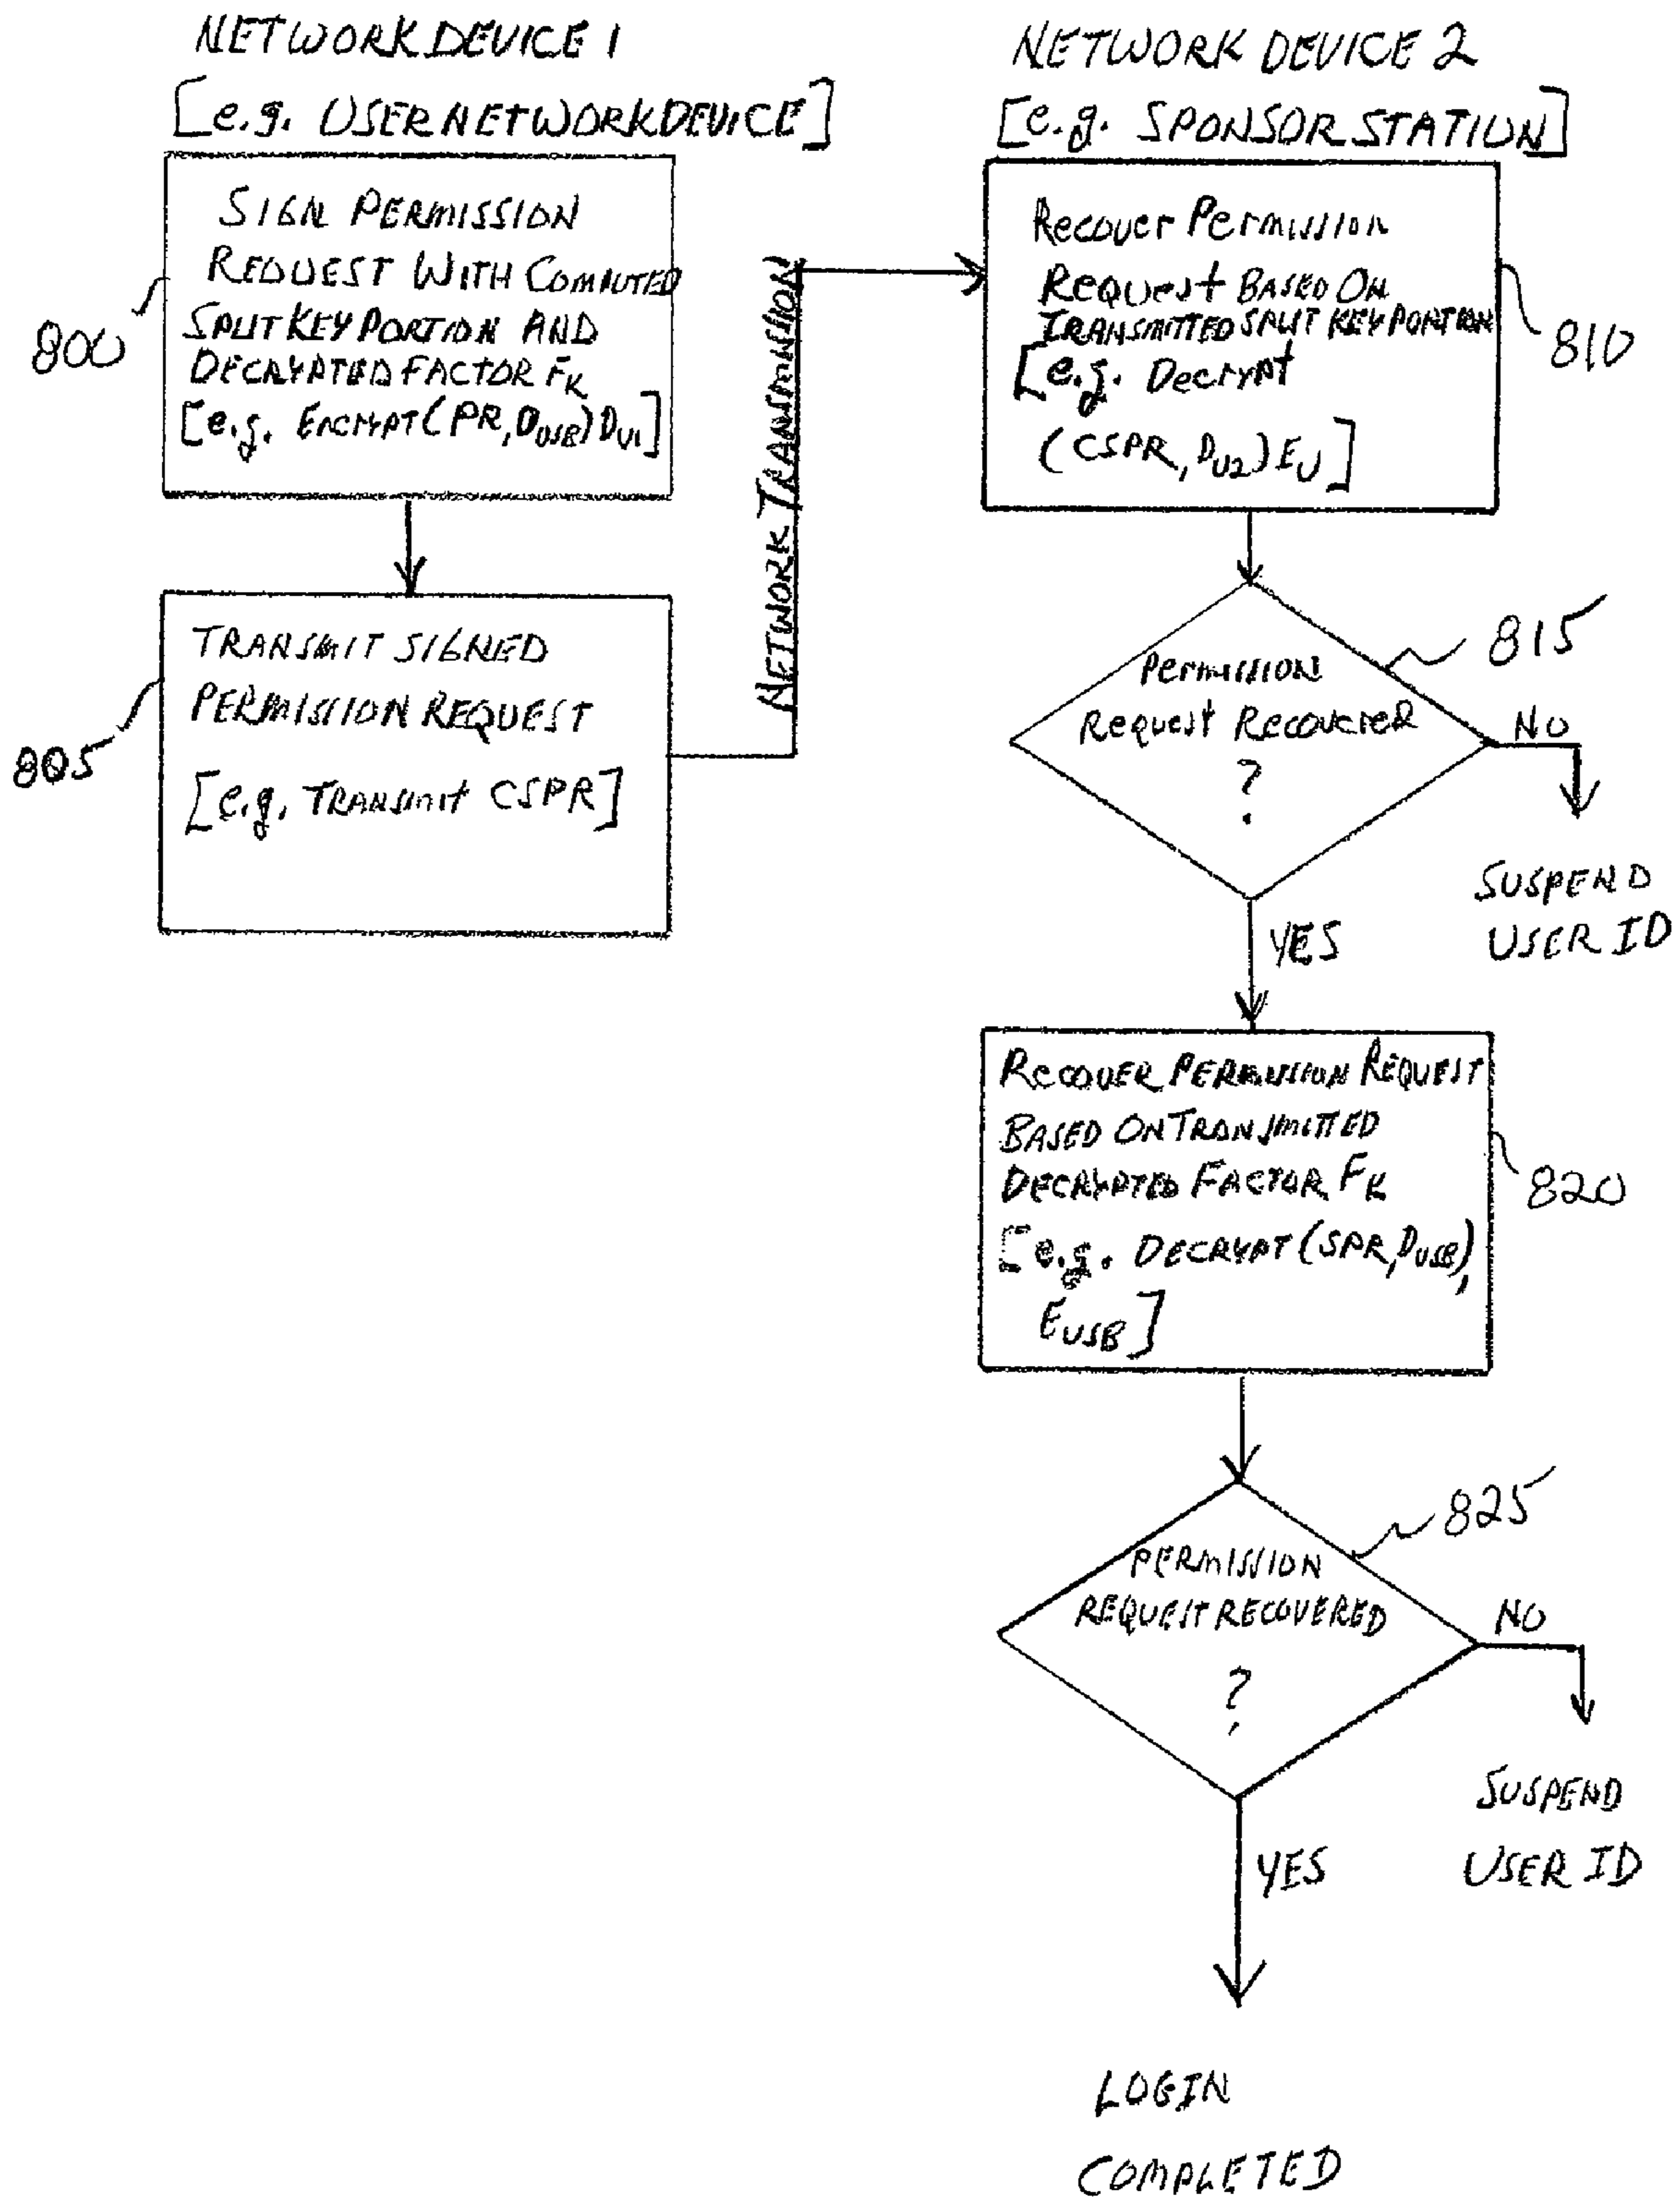 NETWORK DEVICE 1
[e.g. USER NETWORK DEVICE]
SIGN PERMISSION
REQUEST WITH COMPUTED
SPLIT KEY PORTION AND
DECRYPTED FACTOR FK
[e.g. ENCRYPT(PR, DUSB) DU1]
800
TRANSMIT SIGNED
PERMISSION REQUEST
[e.g. TRANSMIT CSPR]
805
NETWORK TRANSMISSION
NETWORK DEVICE 2
[e.g. SPONSOR STATION]
Recover Permission
Request BASED ON
TRANSMITTED SPLIT KEY PORTION
[e.g. Decrypt
(CSPR, DU2) EU]
810
Permission
Request RecovereD
?
815
NO
SUSPEND
USER ID
YES
RECOVER PERMISSION REQUEST
BASED ON TRANSMITTED
DECRYPTED FACTOR FK
[e.g. DECRYPT (SPR, DUSB),
EUSB]
820
PERMISSION
REQUEST RECOVERED
?
825
NO
SUSPEND
USER ID
YES
LOGIN
COMPLETED